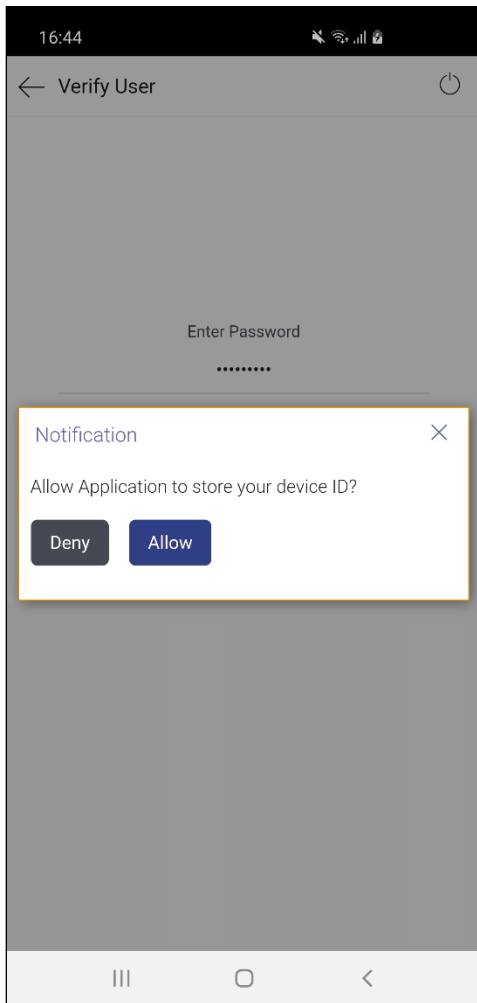 16:44
Verify User
Enter Password
•••••••••
Notification
Allow Application to store your device ID?
Deny
Allow